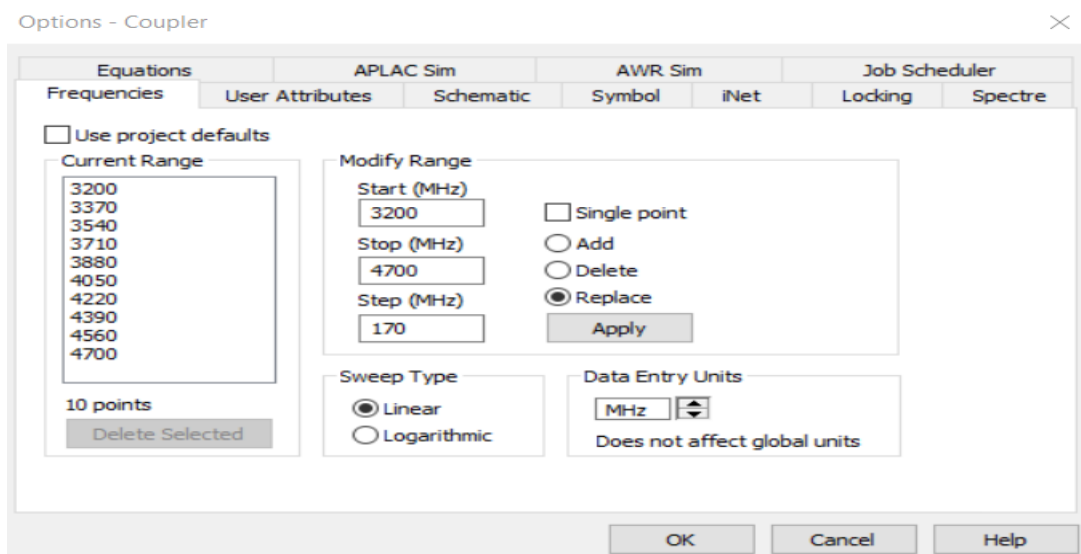 Options - Coupler
Equations APLAC Sim AWR Sim Job Scheduler
Frequencies User Attributes Schematic Symbol iNet Locking Spectre
Use project defaults
Current Range
3200
3370
3540
3710
3880
4050
4220
4390
4560
4700
10 points
Delete Selected
Modify Range
Start (MHz)
3200
Single point
Stop (MHz)
Add
4700
Delete
Step (MHz)
Replace
170
Apply
Sweep Type
Linear
Logarithmic
Data Entry Units
MHz
Does not affect global units
OK Cancel Help